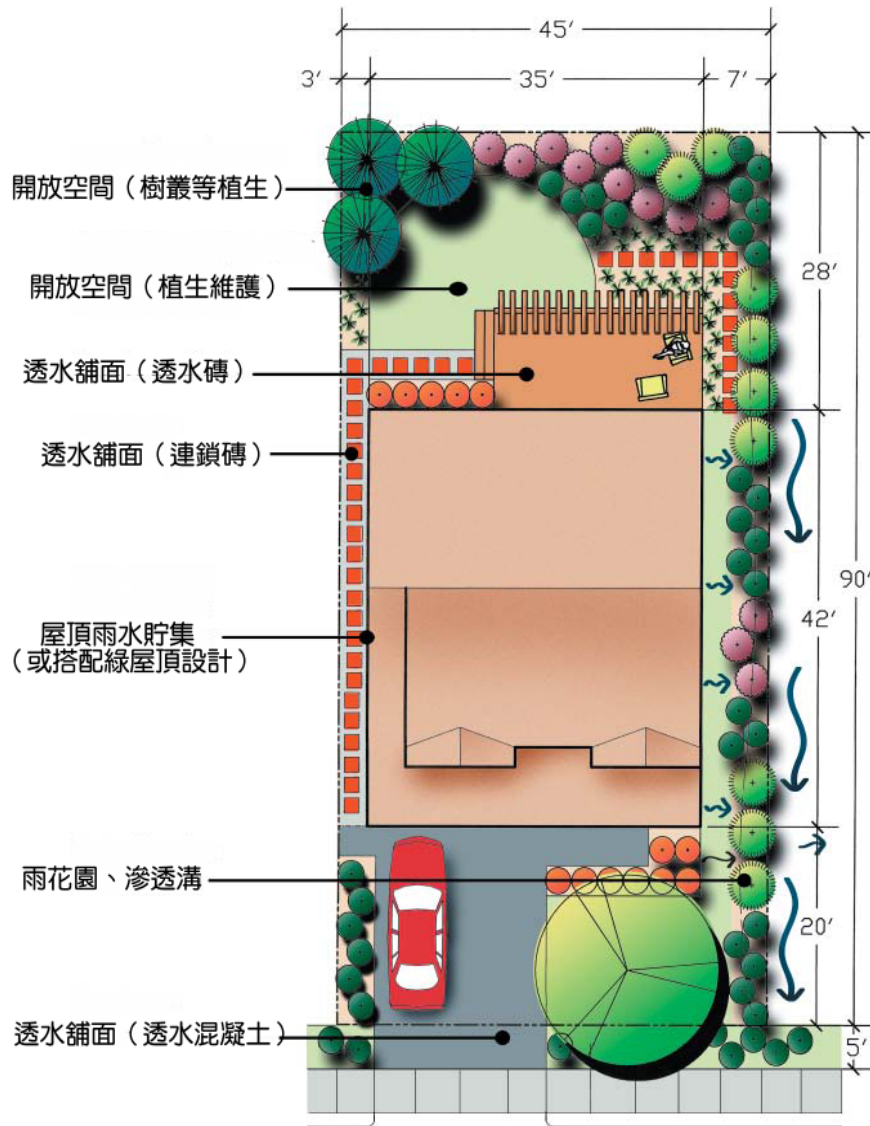 45′
3′
35′
7′
開放空間（樹叢等植生）
28′
開放空間（植生維護）
透水舖面（透水磚）
透水舖面（連鎖磚）
90′
42′
屋頂雨水貯集
（或搭配綠屋頂設計）
雨花園、滲透溝
20′
透水舖面（透水混凝土）
5′